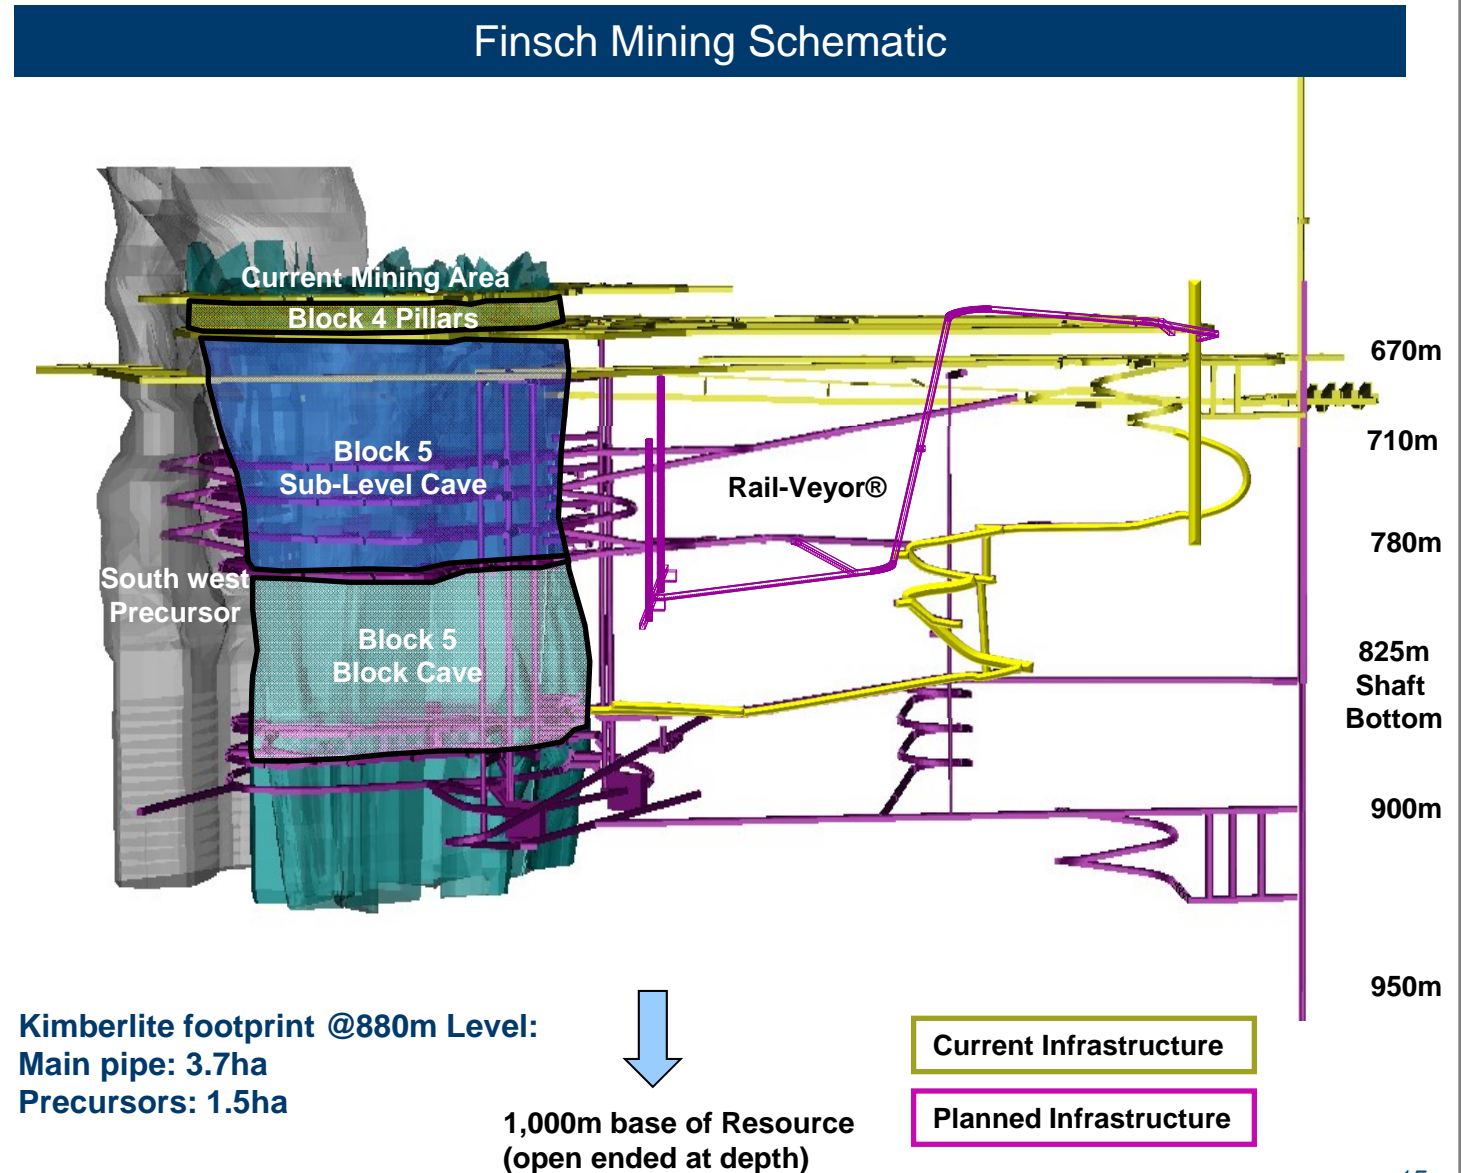 Finsch Mining Schematic
Current Mining Area
Block 4 Pillars
670m
710m
Block 5
Sub-Level Cave
Rail-Veyor®
780m
South west
Precursor
Block 5
Block Cave
825m
Shaft
Bottom
900m
950m
Kimberlite footprint @880m Level:
Main pipe: 3.7ha
Precursors: 1.5ha
Current Infrastructure
Planned Infrastructure
1,000m base of Resource
(open ended at depth)